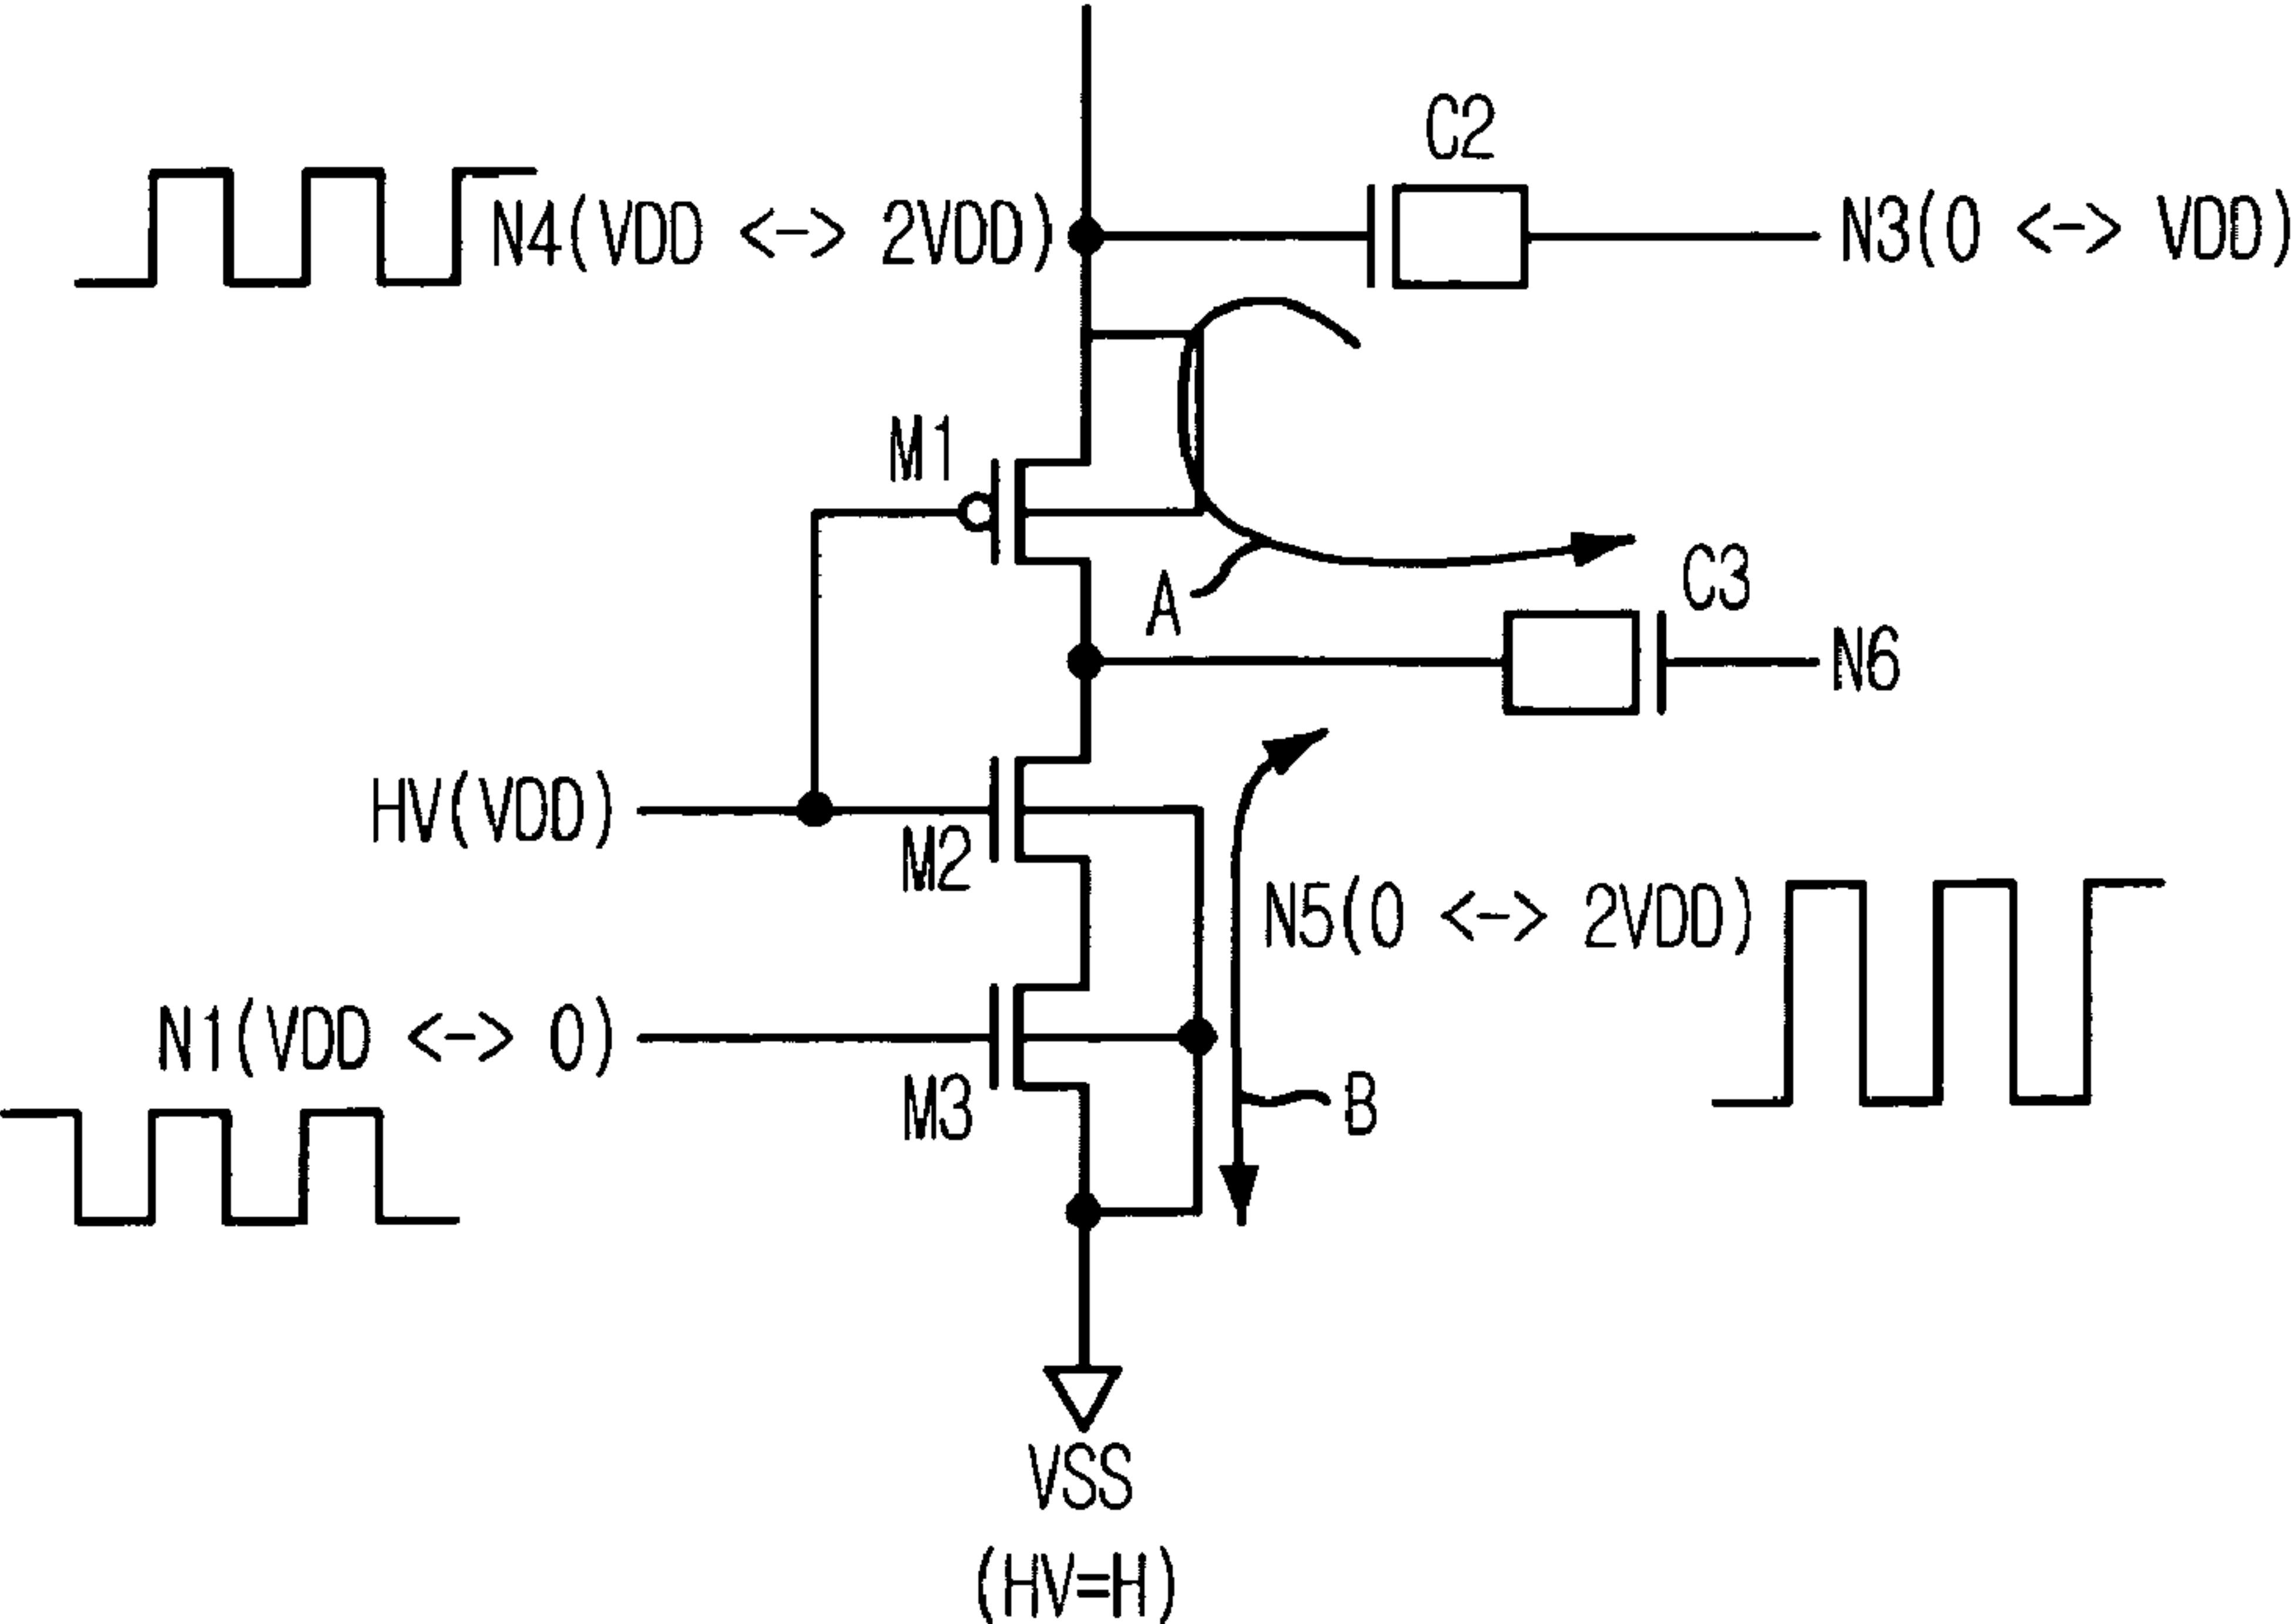 C2
N4(VDD <-> 2VDD)
N3(0 <-> VDD)
M1
A
C3
N6
HV(VDD)
M2
N5(0 <-> 2VDD)
N1(VDD <-> 0)
M3
B
VSS
(HV=H)